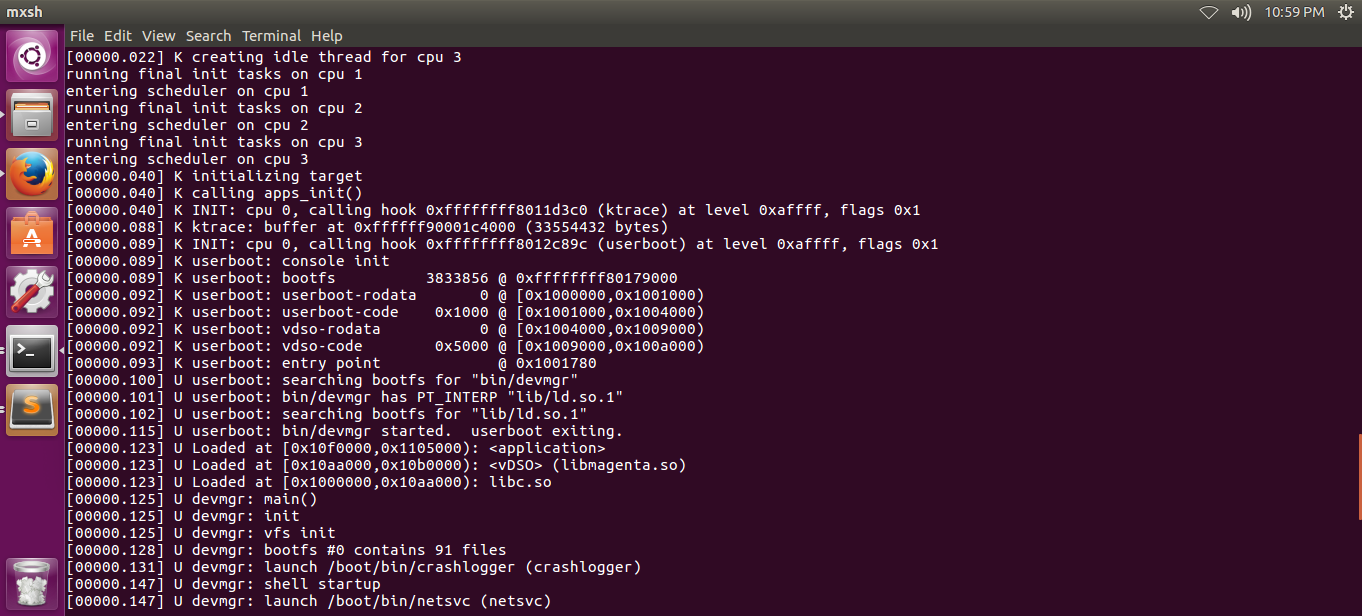 mxsh
10:59 PM
File Edit View Search Terminal Help
[00000.022] K creating idle thread for cpu 3
running final init tasks on cpu 1
entering scheduler on cpu 1
running final init tasks on cpu 2
entering scheduler on cpu 2
running final init tasks on cpu 3
entering scheduler on cpu 3
[00000.040] K initializing target
[00000.040] K calling apps_init()
[00000.040] K INIT: cpu 0, calling hook 0xffffffff8011d3c0 (ktrace) at level 0xaffff, flags 0x1
[00000.088] K ktrace: buffer at 0xffffff90001c4000 (33554432 bytes)
[00000.089] K INIT: cpu 0, calling hook 0xffffffff8012c89c (userboot) at level 0xaffff, flags 0x1
[00000.089] K userboot: console init
[00000.089] K userboot: bootfs          3833856 @ 0xffffffff80179000
[00000.092] K userboot: userboot-rodata       0 @ [0x1000000,0x1001000)
[00000.092] K userboot: userboot-code    0x1000 @ [0x1001000,0x1004000)
[00000.092] K userboot: vdso-rodata           0 @ [0x1004000,0x1009000)
[00000.092] K userboot: vdso-code        0x5000 @ [0x1009000,0x100a000)
[00000.093] K userboot: entry point             @ 0x1001780
[00000.100] U userboot: searching bootfs for "bin/devmgr"
[00000.101] U userboot: bin/devmgr has PT_INTERP "lib/ld.so.1"
[00000.102] U userboot: searching bootfs for "lib/ld.so.1"
[00000.115] U userboot: bin/devmgr started.  userboot exiting.
[00000.123] U Loaded at [0x10f0000,0x1105000): <application>
[00000.123] U Loaded at [0x10aa000,0x10b0000): <vDSO> (libmagenta.so)
[00000.123] U Loaded at [0x1000000,0x10aa000): libc.so
[00000.125] U devmgr: main()
[00000.125] U devmgr: init
[00000.125] U devmgr: vfs init
[00000.128] U devmgr: bootfs #0 contains 91 files
[00000.131] U devmgr: launch /boot/bin/crashlogger (crashlogger)
[00000.147] U devmgr: shell startup
[00000.147] U devmgr: launch /boot/bin/netsvc (netsvc)